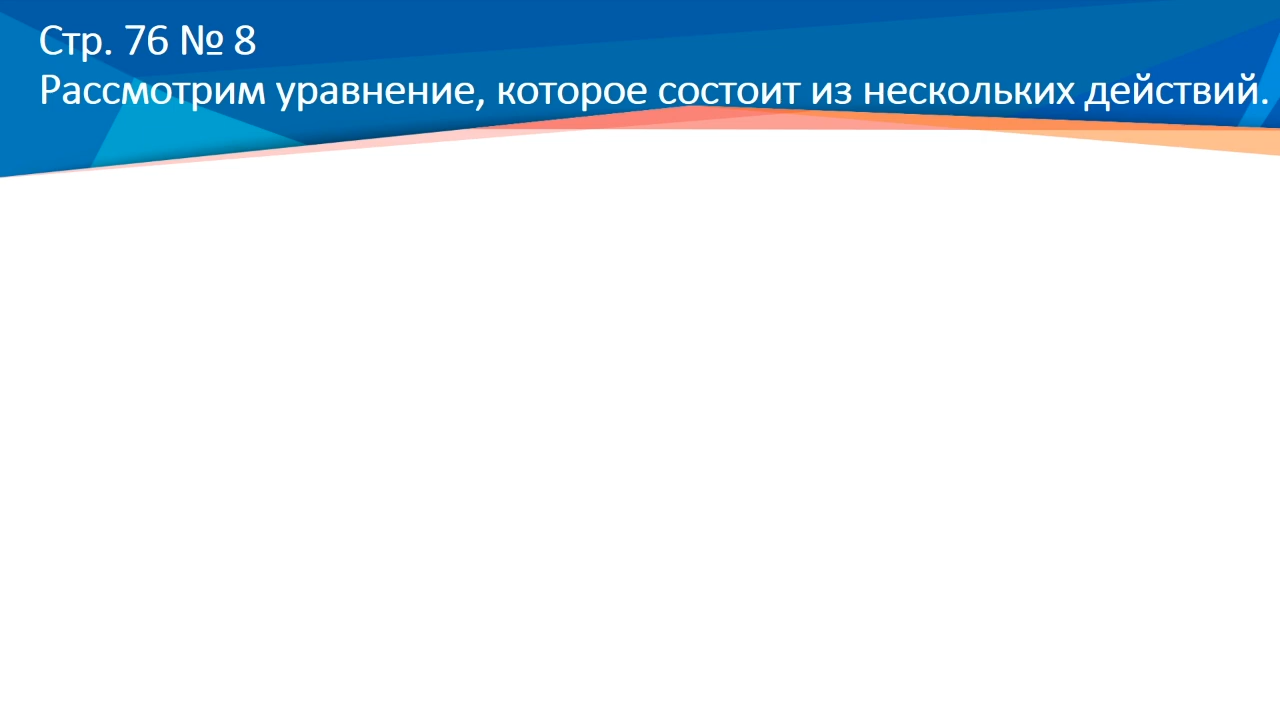 Стр. 76 № 8
Рассмотрим уравнение, которое состоит из нескольких действий.